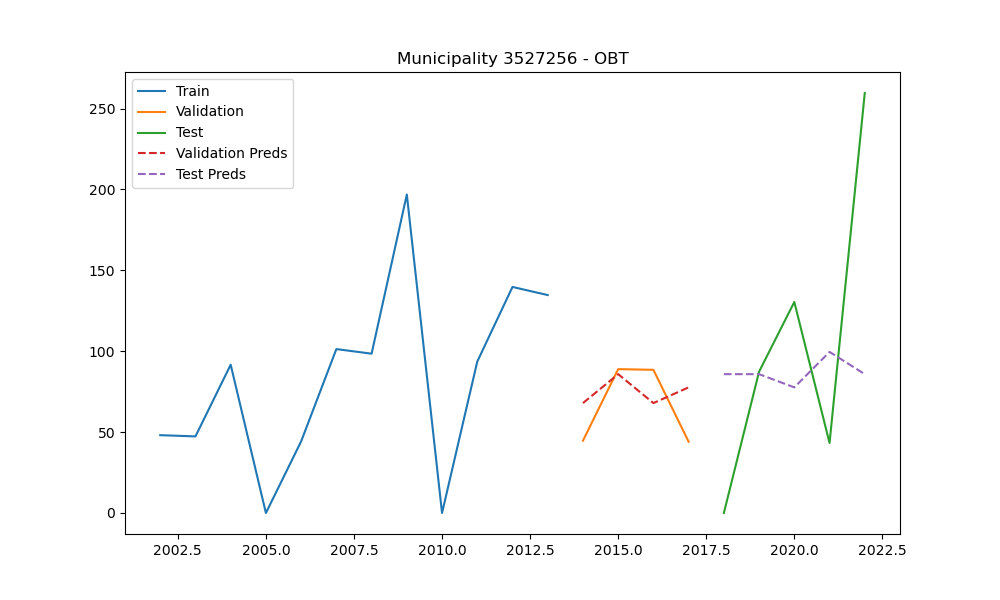 Municipality 3527256 - OBT
Train
Validation
Test
Validation Preds
Test Preds
250
200
150
100
50
0
2002.5 2005.0 2007.5 2010.0 2012.5 2015.0 2017.5 2020.0 2022.5